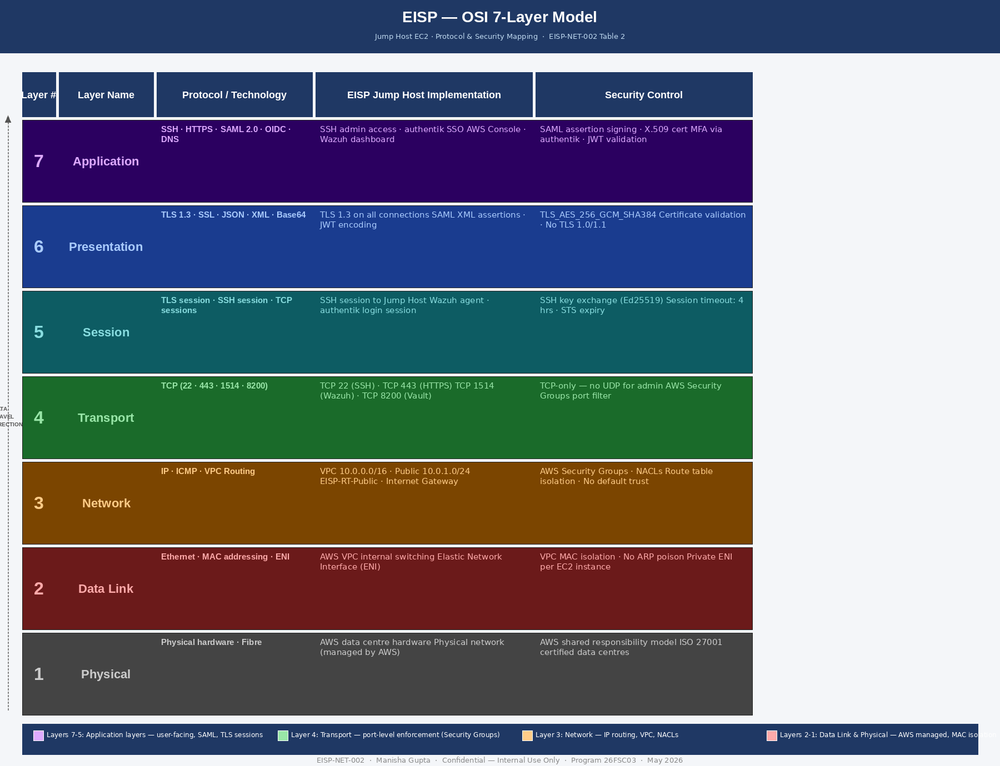 EISP — OSI 7-Layer Model
Jump Host EC2 · Protocol & Security Mapping · EISP-NET-002 Table 2
Layer #
Layer Name
Protocol / Technology
EISP Jump Host Implementation
Security Control
7
Application
SSH · HTTPS · SAML 2.0 · OIDC ·
DNS
SSH admin access · authentik SSO AWS Console ·
Wazuh dashboard
SAML assertion signing · X.509 cert MFA via
authentik · JWT validation
6
Presentation
TLS 1.3 · SSL · JSON · XML · Base64
TLS 1.3 on all connections SAML XML assertions ·
JWT encoding
TLS_AES_256_GCM_SHA384 Certificate validation
· No TLS 1.0/1.1
5
Session
TLS session · SSH session · TCP
sessions
SSH session to Jump Host Wazuh agent ·
authentik login session
SSH key exchange (Ed25519) Session timeout: 4
hrs · STS expiry
TA
AVEL
RECTION
4
Transport
TCP (22 · 443 · 1514 · 8200)
TCP 22 (SSH) · TCP 443 (HTTPS) TCP 1514
(Wazuh) · TCP 8200 (Vault)
TCP-only — no UDP for admin AWS Security
Groups port filter
3
Network
IP · ICMP · VPC Routing
VPC 10.0.0.0/16 · Public 10.0.1.0/24
EISP-RT-Public · Internet Gateway
AWS Security Groups · NACLs Route table
isolation · No default trust
2
Data Link
Ethernet · MAC addressing · ENI
AWS VPC internal switching Elastic Network
Interface (ENI)
VPC MAC isolation · No ARP poison Private ENI
per EC2 instance
1
Physical
Physical hardware · Fibre
AWS data centre hardware Physical network
(managed by AWS)
AWS shared responsibility model ISO 27001
certified data centres
Layers 7-5: Application layers — user-facing, SAML, TLS sessions
Layer 4: Transport — port-level enforcement (Security Groups)
Layer 3: Network — IP routing, VPC, NACLs
Layers 2-1: Data Link & Physical — AWS managed, MAC isolation
EISP-NET-002 · Manisha Gupta · Confidential — Internal Use Only · Program 26FSC03 · May 2026